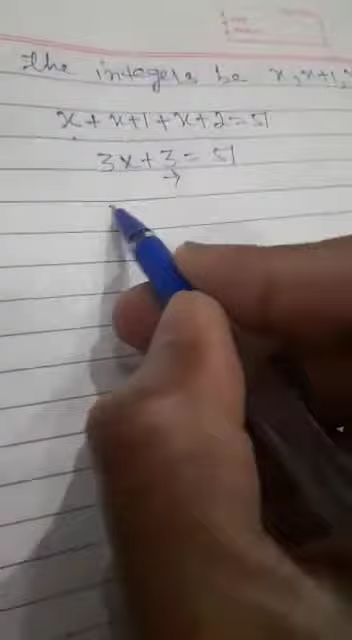 the integers be x, x+1,
x + x+1 + x+2 = 51
3x + 3 = 51
→